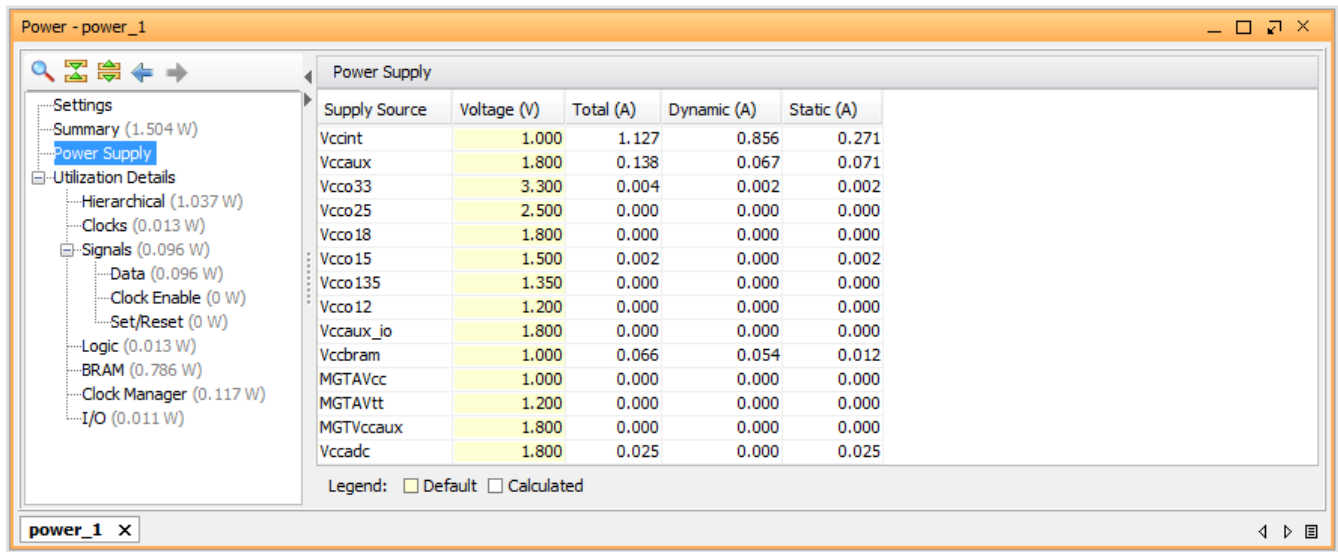 Power - power_1
Settings
Summary (1.504 W)
Power Supply
Utilization Details
Hierarchical (1.037 W)
Clocks (0.013 W)
Signals (0.096 W)
Data (0.096 W)
Clock Enable (0 W)
Set/Reset (0 W)
Logic (0.013 W)
BRAM (0.786 W)
Clock Manager (0.117 W)
I/O (0.011 W)
Power Supply
Supply Source Voltage (V) Total (A) Dynamic (A) Static (A)
Vccint 1.000 1.127 0.856 0.271
Vccaux 1.800 0.138 0.067 0.071
Vcco33 3.300 0.004 0.002 0.002
Vcco25 2.500 0.000 0.000 0.000
Vcco18 1.800 0.000 0.000 0.000
Vcco15 1.500 0.002 0.000 0.002
Vcco135 1.350 0.000 0.000 0.000
Vcco12 1.200 0.000 0.000 0.000
Vccaux_io 1.800 0.000 0.000 0.000
Vccbram 1.000 0.066 0.054 0.012
MGTAVcc 1.000 0.000 0.000 0.000
MGTAVtt 1.200 0.000 0.000 0.000
MGTVccaux 1.800 0.000 0.000 0.000
Vccadc 1.800 0.025 0.000 0.025
Legend: Default Calculated
power_1